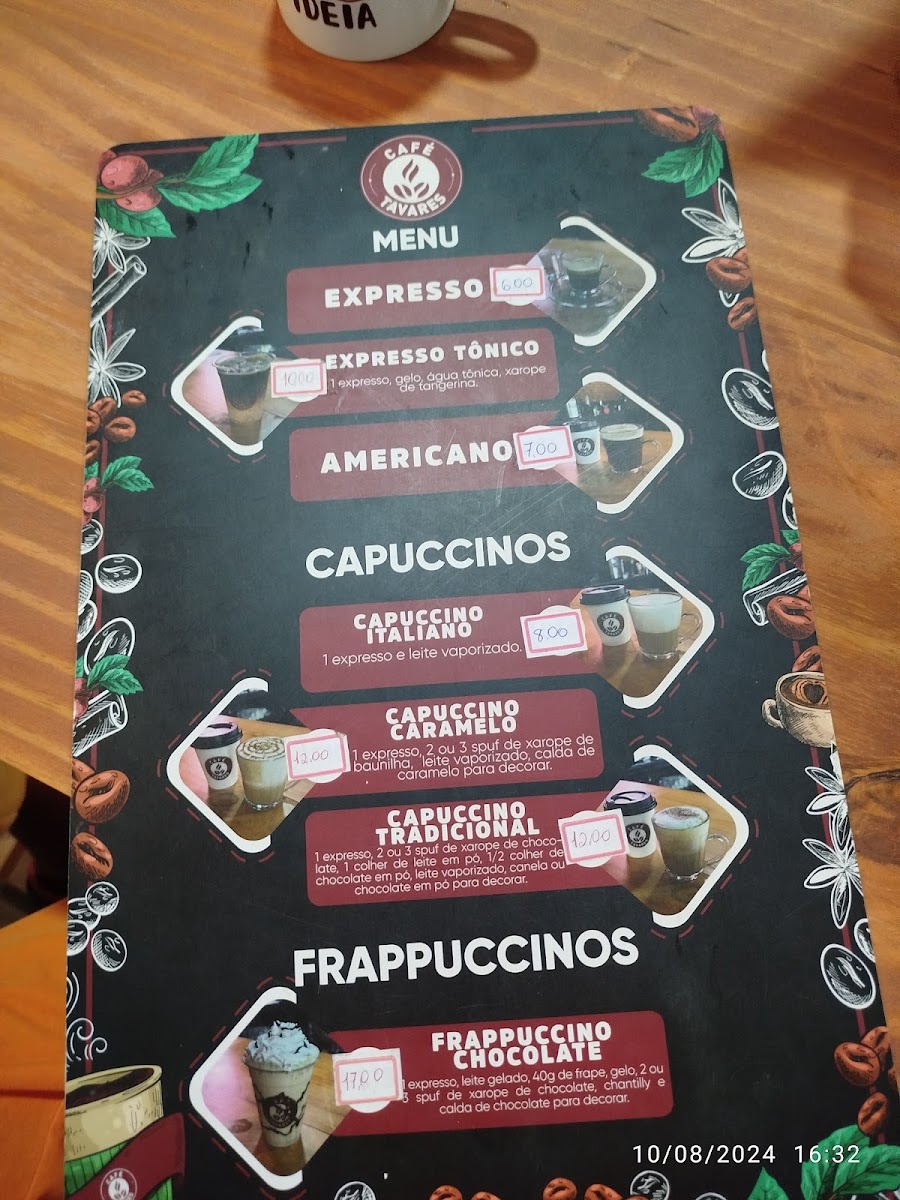 IDEIA
CAFÉ
TAVARES
MENU
EXPRESSO
6,00
EXPRESSO TÔNICO
10,00
1 expresso, gelo, água tônica, xarope
de tangerina.
AMERICANO
7,00
CAPUCCINOS
CAPUCCINO
ITALIANO
1 expresso e leite vaporizado.
8,00
CAPUCCINO
CARAMELO
12,00
1 expresso, 2 ou 3 spuf de xarope de
baunilha, leite vaporizado, calda de
caramelo para decorar.
CAPUCCINO
TRADICIONAL
12,00
1 expresso, 2 ou 3 spuf de xarope de choco-
late, 1 colher de leite em pó, 1/2 colher de
chocolate em pó, leite vaporizado, canela ou
chocolate em pó para decorar.
FRAPPUCCINOS
FRAPPUCCINO
CHOCOLATE
17,00
1 expresso, leite gelado, 40g de frape, gelo, 2 ou
3 spuf de xarope de chocolate, chantilly e
calda de chocolate para decorar.
CAFÉ
10/08/2024 16:32